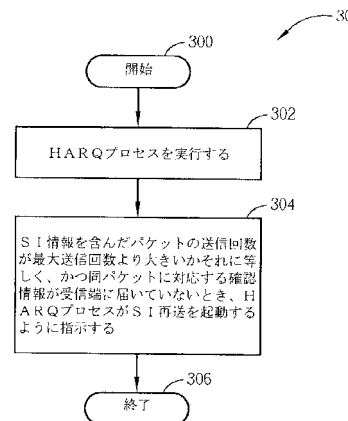 30
300
開始
302
HARQプロセスを実行する
304
SI情報を含んだパケットの送信回数
が最大送信回数より大きいかそれに等
しく、かつ同パケットに対応する確認
情報が受信端に届いていないとき、H
ARQプロセスがSI再送を起動する
ように指示する
306
終了